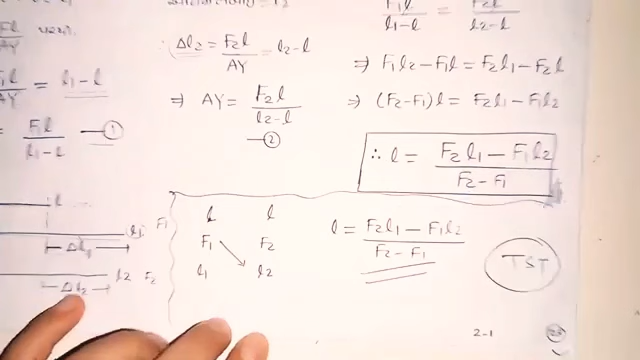 Δl₂ = F₂l / AY = l₂-l
⇒ AY = F₂l / l₂-l
②
F₁l / AY = l₁-l
= F₁l / l₁-l ①
F₁l / l₁-l = F₂l / l₂-l
⇒ F₁l₂-F₁l = F₂l₁-F₂l
⇒ (F₂-F₁)l = F₂l₁-F₁l₂
∴ l = F₂l₁-F₁l₂ / F₂-F₁
l
l₁ F₁
Δl₁
l₂ F₂
Δl₂
l l
F₁ F₂
l₁ l₂
l = F₂l₁-F₁l₂ / F₂-F₁
TST
2-1